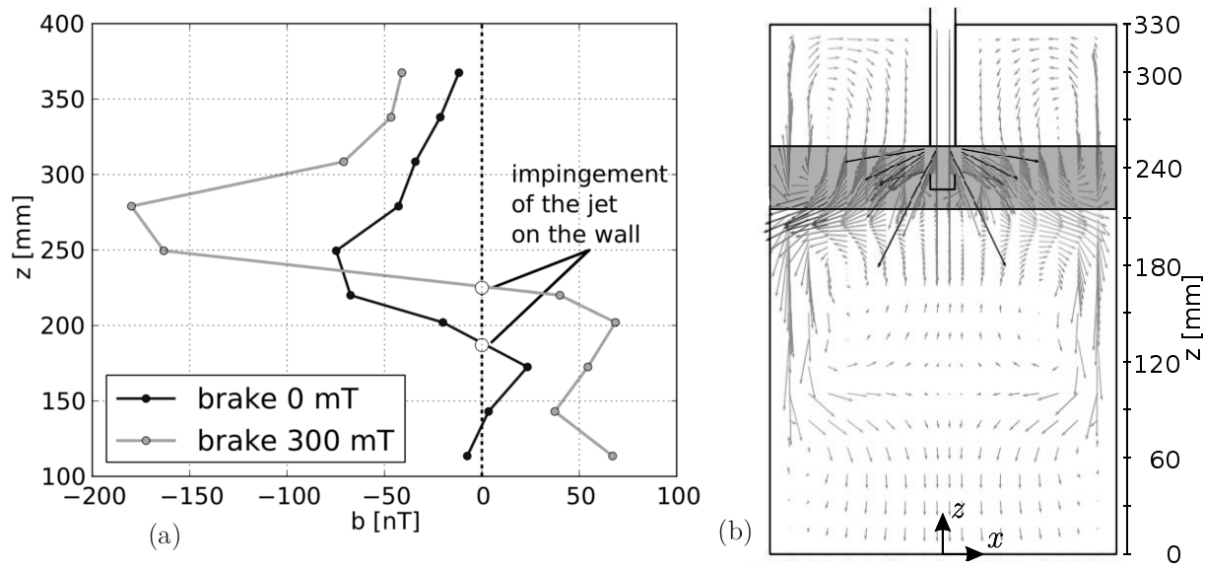 400
350
300
250
200
150
100
z [mm]
impingement
of the jet
on the wall
brake 0 mT
brake 300 mT
−200
−150
−100
−50
0
50
100
b [nT]
(a)
330
300
240
180
120
60
0
z [mm]
z
x
(b)